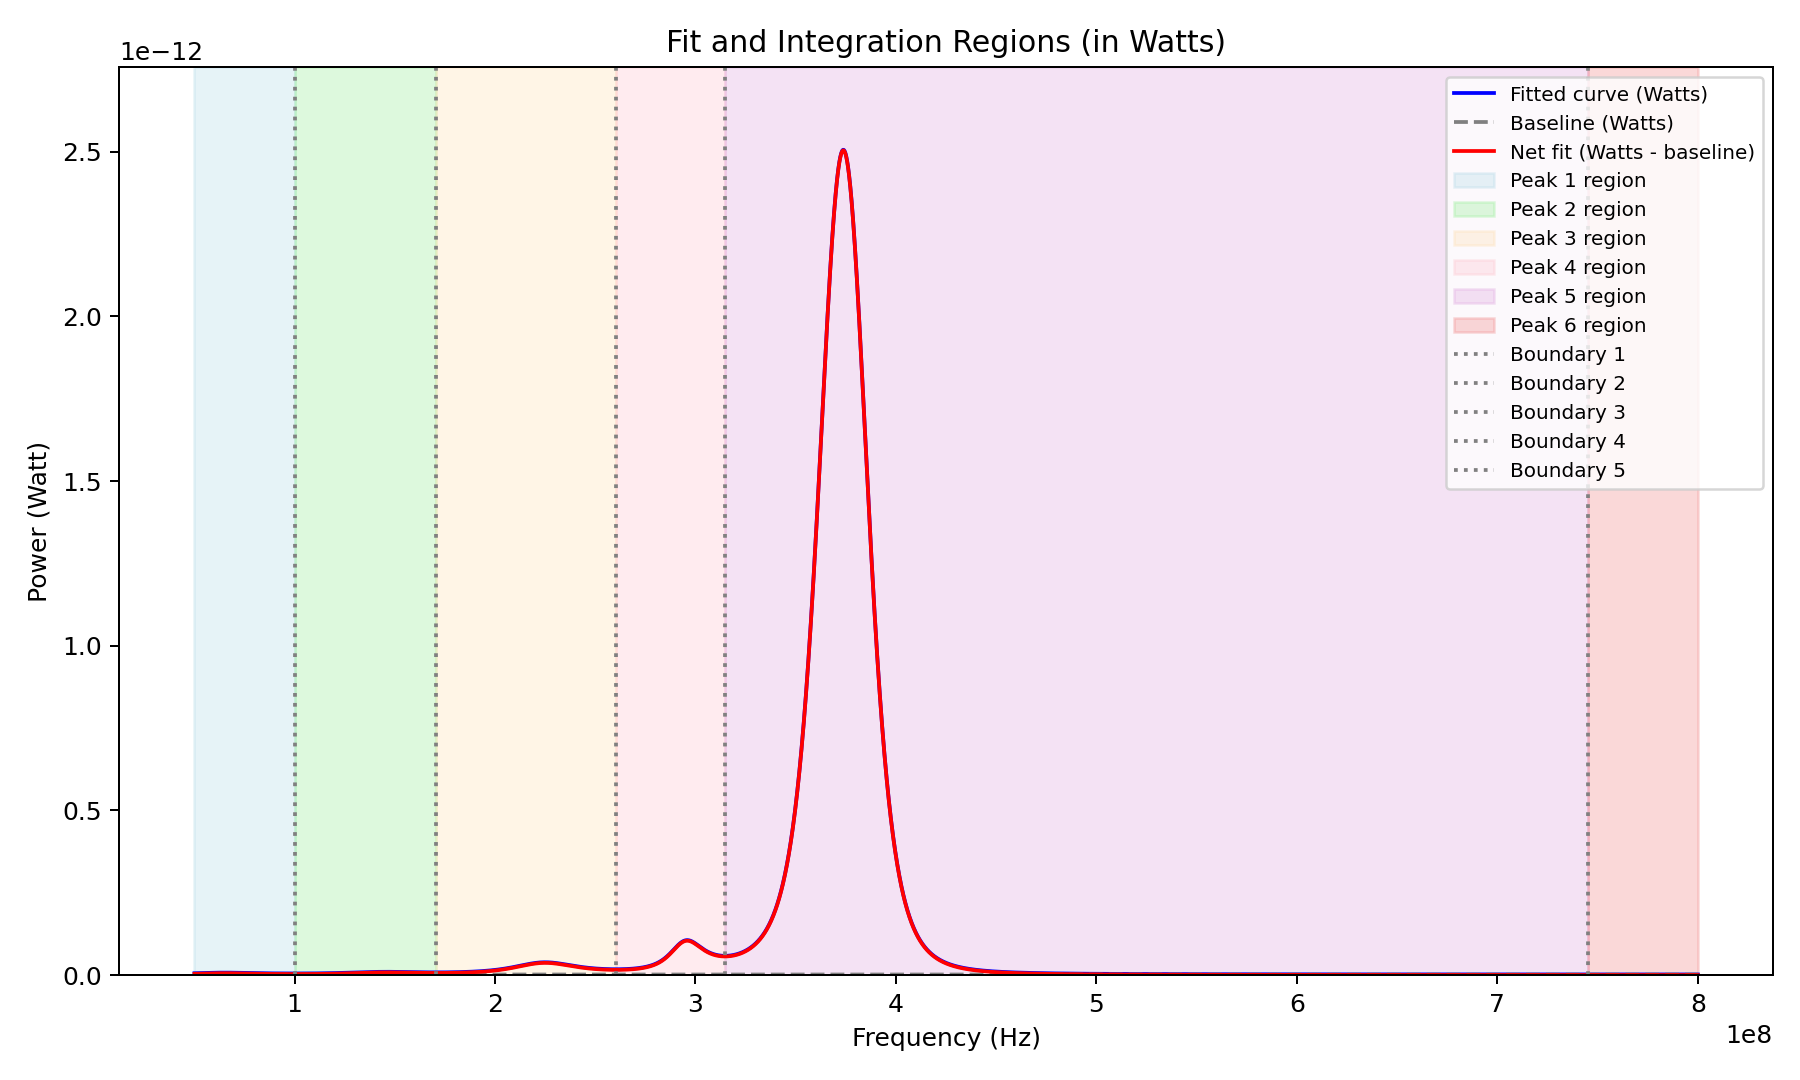 Fit and Integration Regions (in Watts)
1e−12
2.5
2.0
1.5
1.0
0.5
0.0
Power (Watt)
Fitted curve (Watts)
Baseline (Watts)
Net fit (Watts - baseline)
Peak 1 region
Peak 2 region
Peak 3 region
Peak 4 region
Peak 5 region
Peak 6 region
Boundary 1
Boundary 2
Boundary 3
Boundary 4
Boundary 5
1 2 3 4 5 6 7 8
1e8
Frequency (Hz)